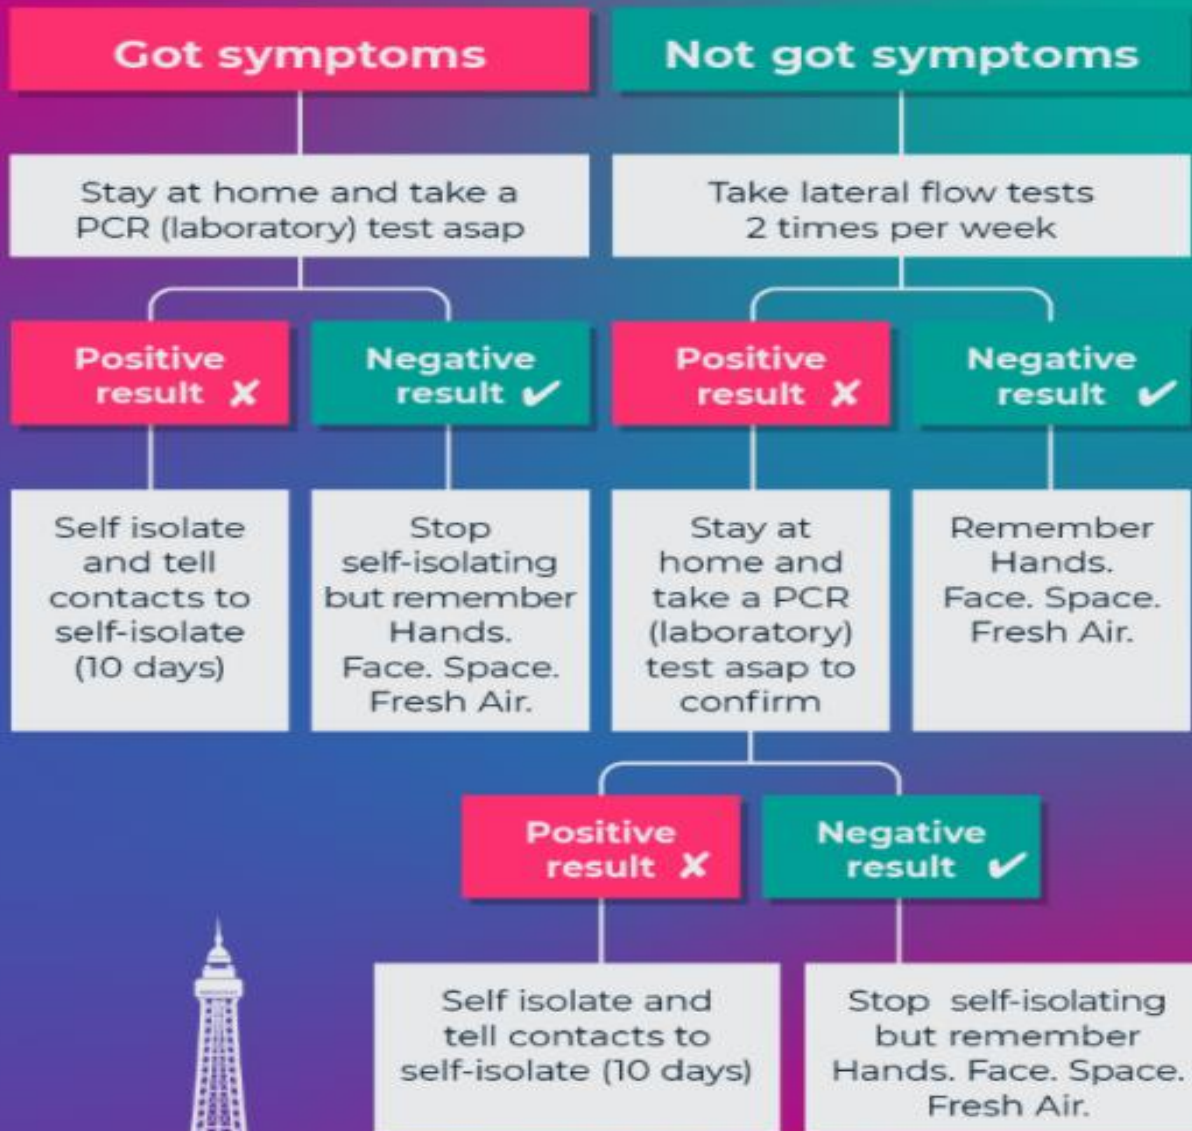 Got symptoms
Not got symptoms
Stay at home and take a
PCR (laboratory) test asap
Take lateral flow tests
2 times per week
Positive
result ✘
Negative
result ✔
Positive
result ✘
Negative
result ✔
Self isolate
and tell
contacts to
self-isolate
(10 days)
Stop
self-isolating
but remember
Hands.
Face. Space.
Fresh Air.
Stay at
home and
take a PCR
(laboratory)
test asap to
confirm
Remember
Hands.
Face. Space.
Fresh Air.
Positive
result ✘
Negative
result ✔
Self isolate and
tell contacts to
self-isolate (10 days)
Stop self-isolating
but remember
Hands. Face. Space.
Fresh Air.